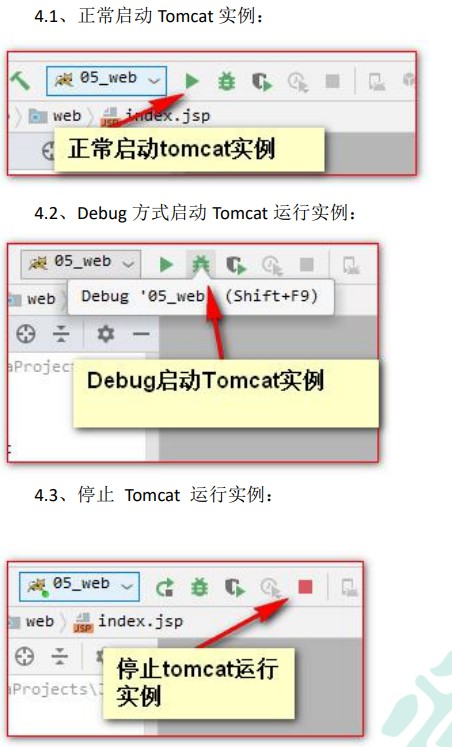 4.1、正常启动 Tomcat 实例：
05_web
web
index.jsp
正常启动tomcat实例
4.2、Debug 方式启动 Tomcat 运行实例：
05_web
web
Debug '05_web' (Shift+F9)
aProjec
Debug启动Tomcat实例
4.3、停止 Tomcat 运行实例：
05_web
web
JSP
index.jsp
aProjects\
停止tomcat运行
实例